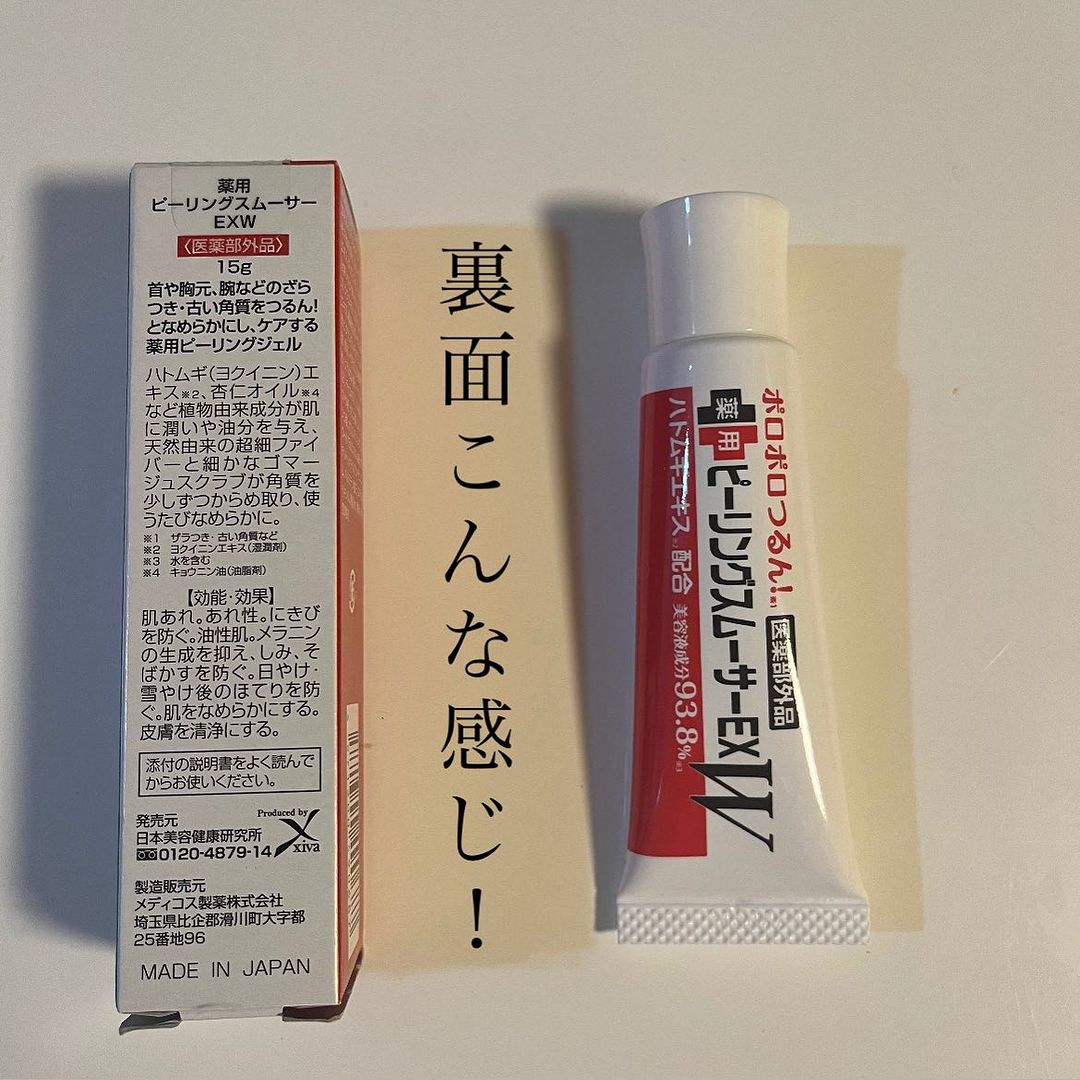 薬用
ピーリングスムーサー
EXW
〈医薬部外品〉
15g
首や胸元、腕などのざら
つき・古い角質をつるん!
となめらかにし、ケアする
薬用ピーリングジェル
ハトムギ(ヨクイニン)エ
キス※2、杏仁オイル※4
など植物由来成分が肌
に潤いや油分を与え、
天然由来の超細ファイ
バーと細かなゴマー
ジュスクラブが角質を
少しずつからめ取り、使
うたびなめらかに。
※1 ザラつき・古い角質など
※2 ヨクイニンエキス(湿潤剤)
※3 水を含む
※4 キョウニン油(油脂剤)
【効能・効果】
肌あれ。あれ性。にきび
を防ぐ。油性肌。メラニン
の生成を抑え、しみ、そ
ばかすを防ぐ。日やけ・
雪やけ後のほてりを防
ぐ。肌をなめらかにする。
皮膚を清浄にする。
添付の説明書をよく読んで
からお使いください。
発売元
日本美容健康研究所
0120-4879-14
Produced by
xiva
製造販売元
メディコス製薬株式会社
埼玉県比企郡滑川町大字都
25番地96
MADE IN JAPAN
裏面こんな感じ!
ポロポロつるん!※1
医薬部外品
薬用ピーリングスムーサーEXW
ハトムギエキス※2配合 美容液成分93.8%※3